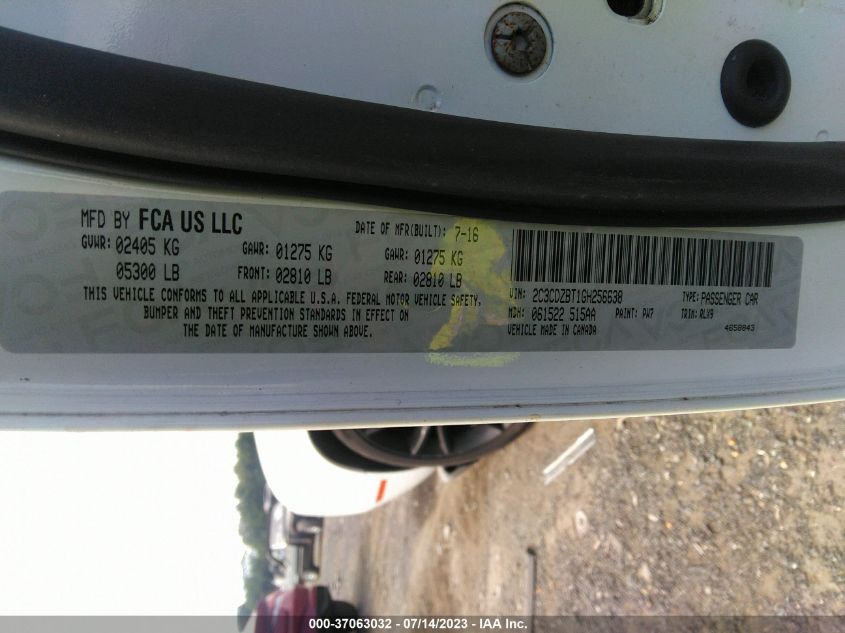 MFD BY FCA US LLC
DATE OF MFR(BUILT): 7-16
GVWR: 02405 KG GAWR: 01275 KG GAWR: 01275 KG
05300 LB FRONT: 02810 LB REAR: 02810 LB
THIS VEHICLE CONFORMS TO ALL APPLICABLE U.S.A. FEDERAL MOTOR VEHICLE SAFETY,
BUMPER AND THEFT PREVENTION STANDARDS IN EFFECT ON
THE DATE OF MANUFACTURE SHOWN ABOVE.
VIN: 2C3CDZBT1GH256638 TYPE: PASSENGER CAR
MDH: 061522 515AA PAINT: PW7 TRIM: RLX9
VEHICLE MADE IN CANADA 4658843
000-37063032 - 07/14/2023 - IAA Inc.